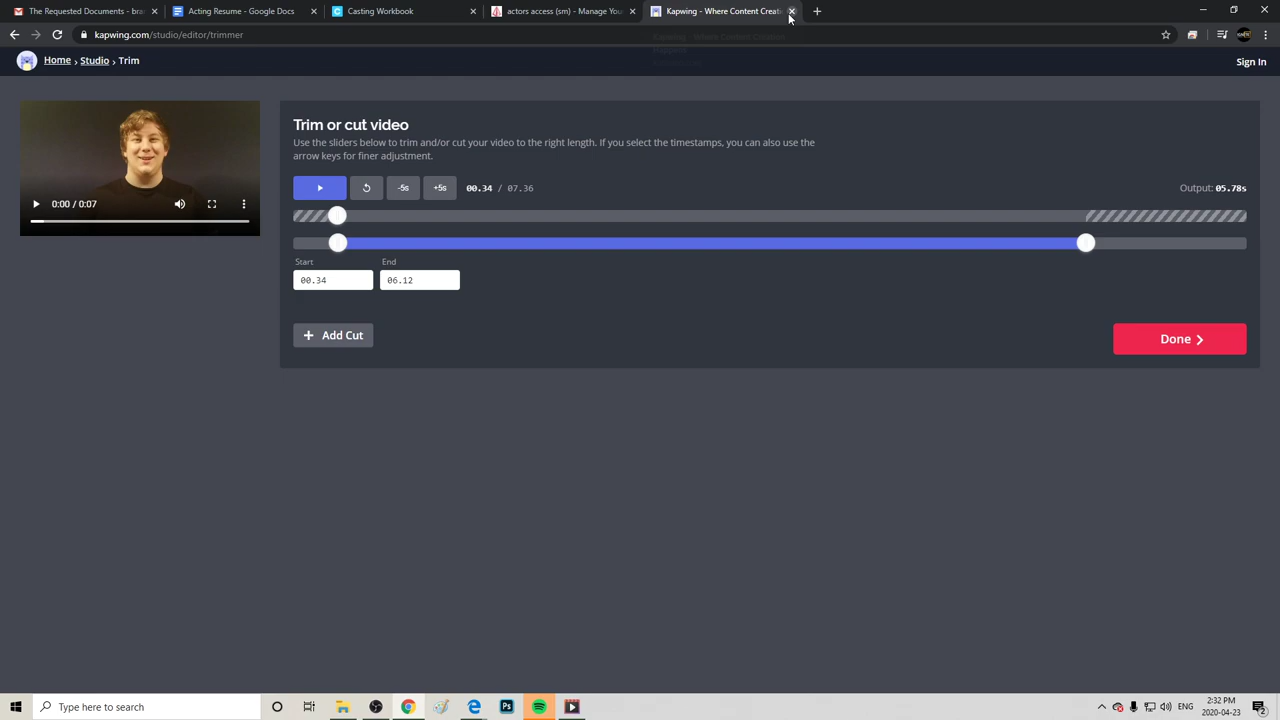 The Requested Documents - bra
Acting Resume - Google Docs
Casting Workbook
actors access (sm) - Manage You
Kapwing - Where Content Creati
kapwing.com/studio/editor/trimmer
Home › Studio › Trim
Sign In
Trim or cut video
Use the sliders below to trim and/or cut your video to the right length. If you select the timestamps, you can also use the
arrow keys for finer adjustment.
-5s
+5s
00.34 / 07.36
Output: 05.78s
0:00 / 0:07
Start
End
00.34
06.12
+ Add Cut
Done
Type here to search
Ps
ENG
2:32 PM
2020-04-23
2